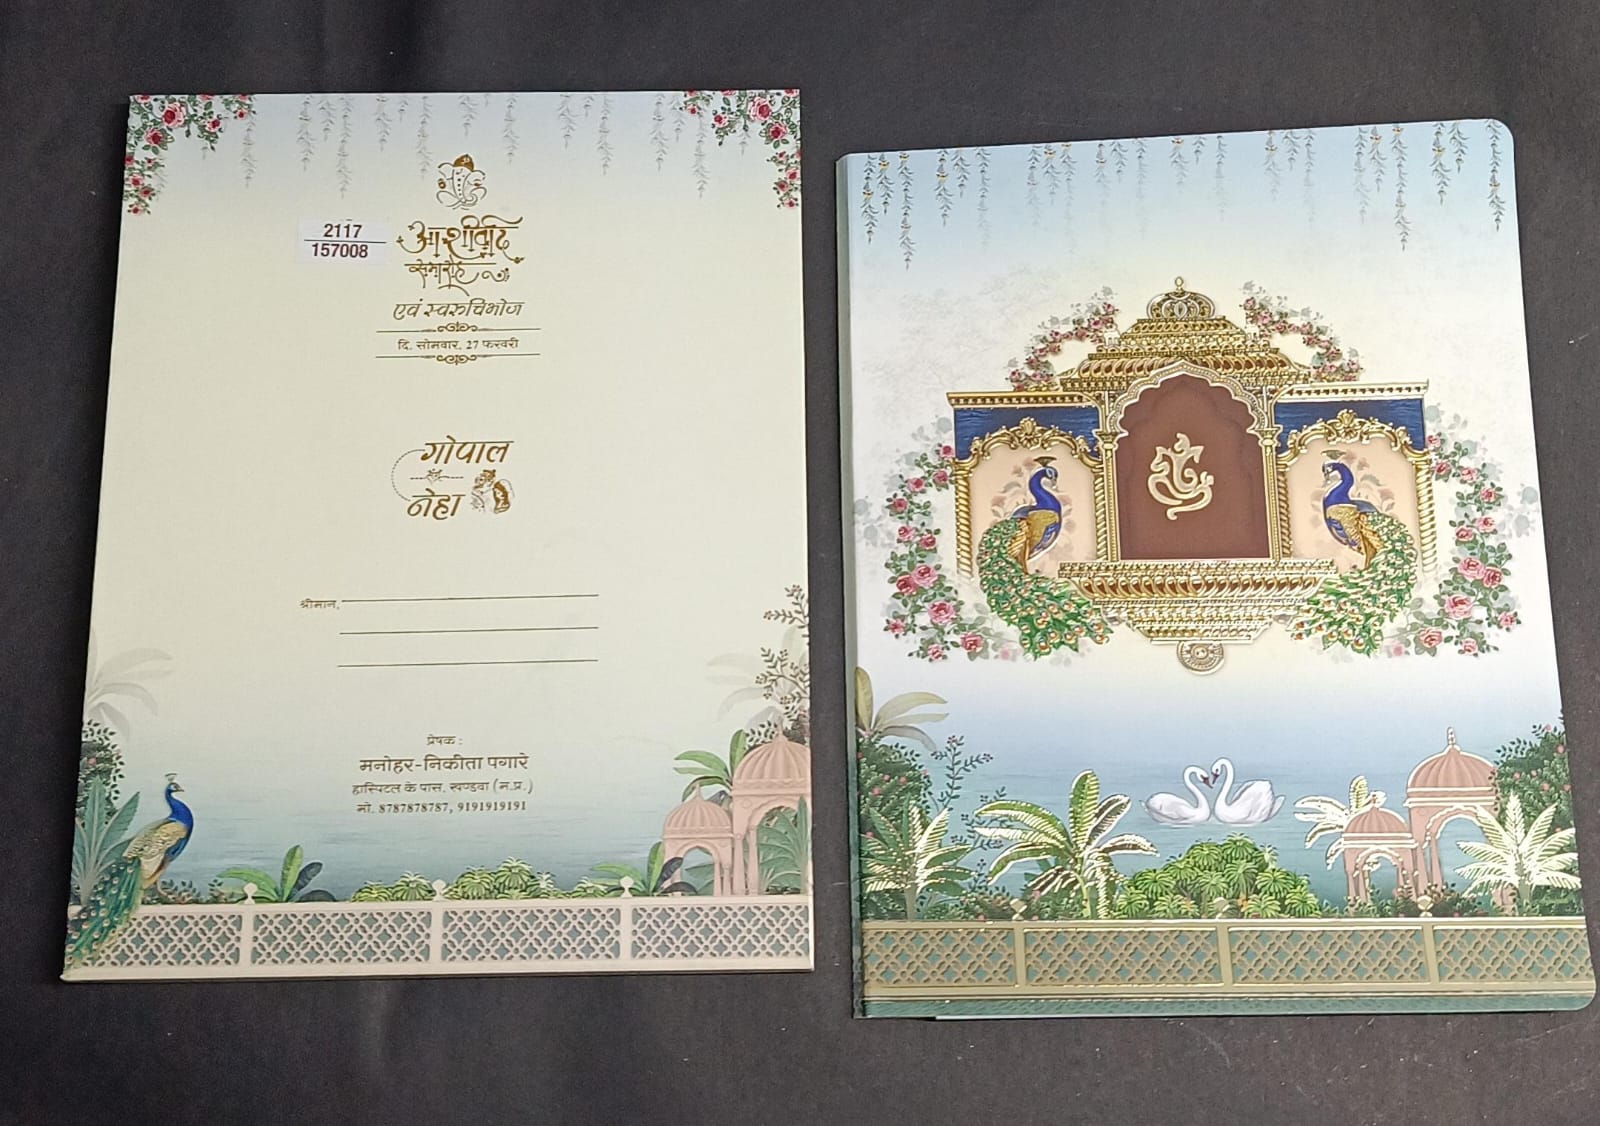 2117
157008
आशीर्वाद
समारोह
एवं स्वरुचिभोज
दि. सोमवार, 27 फरवरी
गोपाल
नेहा
श्रीमान,
प्रेषक :
मनोहर-निकीता पगारे
हास्पिटल के पास, खण्डवा (म.प्र.)
मो. 8787878787, 9191919191